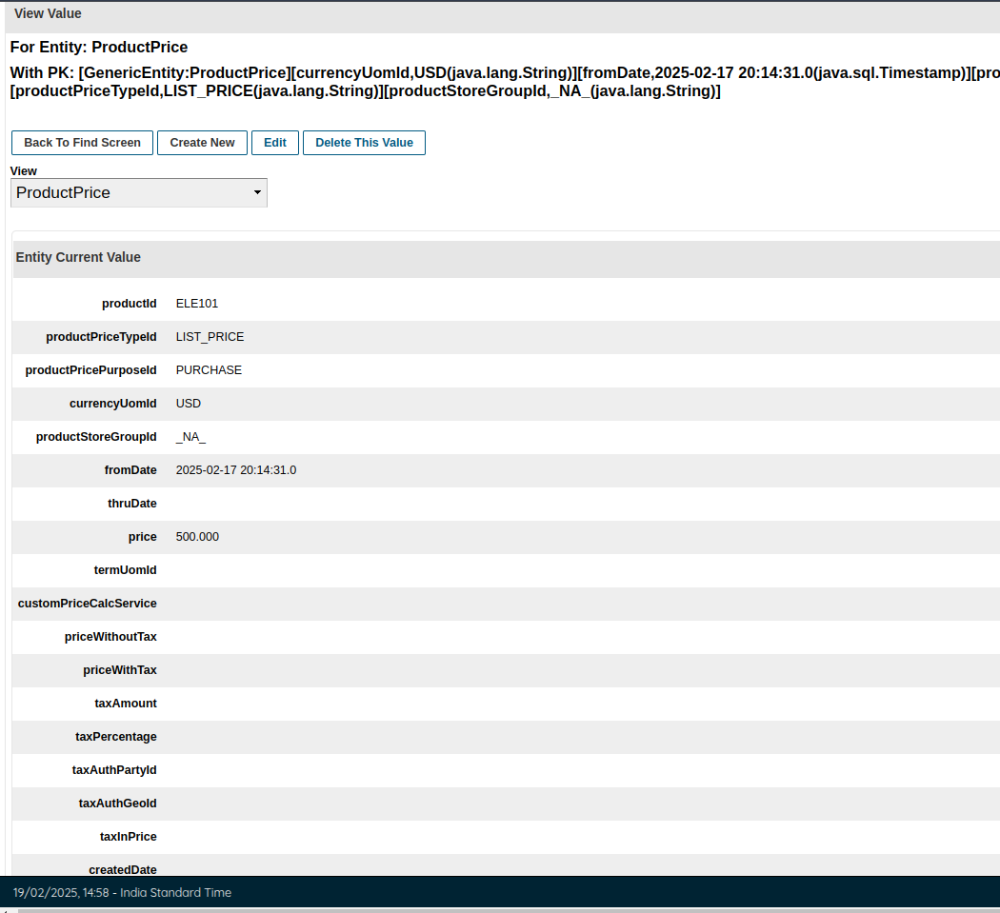 View Value
For Entity: ProductPrice
With PK: [GenericEntity:ProductPrice][currencyUomId,USD(java.lang.String)][fromDate,2025-02-17 20:14:31.0(java.sql.Timestamp)][pro
[productPriceTypeId,LIST_PRICE(java.lang.String)][productStoreGroupId,_NA_(java.lang.String)]
Back To Find Screen Create New Edit Delete This Value
View
ProductPrice
Entity Current Value
productId ELE101
productPriceTypeId LIST_PRICE
productPricePurposeId PURCHASE
currencyUomId USD
productStoreGroupId _NA_
fromDate 2025-02-17 20:14:31.0
thruDate
price 500.000
termUomId
customPriceCalcService
priceWithoutTax
priceWithTax
taxAmount
taxPercentage
taxAuthPartyId
taxAuthGeoId
taxInPrice
createdDate
19/02/2025, 14:58 - India Standard Time